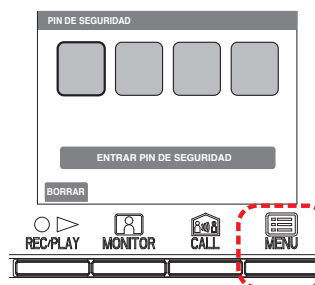 PIN DE SEGURIDAD
ENTRAR PIN DE SEGURIDAD
BORRAR
REC/PLAY MONITOR CALL MENU